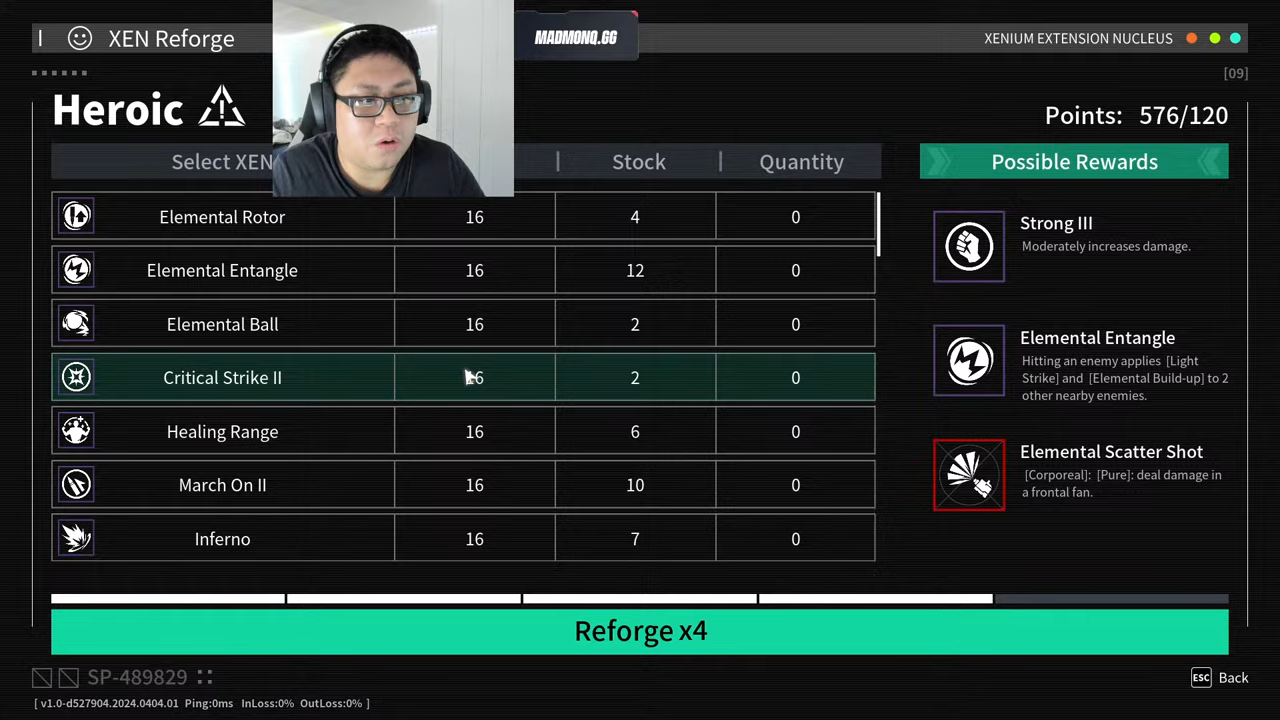 XEN Reforge
MADMONQ.GG
XENIUM EXTENSION NUCLEUS
[09]
Heroic
Points: 576/120
Select XEN
Stock
Quantity
Possible Rewards
Elemental Rotor 16 4 0
Elemental Entangle 16 12 0
Elemental Ball 16 2 0
Critical Strike II 16 2 0
Healing Range 16 6 0
March On II 16 10 0
Inferno 16 7 0
Strong III
Moderately increases damage.
Elemental Entangle
Hitting an enemy applies [Light
Strike] and [Elemental Build-up] to 2
other nearby enemies.
Elemental Scatter Shot
[Corporeal]: [Pure]: deal damage in
a frontal fan.
Reforge x4
SP-489829
ESC Back
[ v1.0-d527904.2024.0404.01 Ping:0ms InLoss:0% OutLoss:0% ]